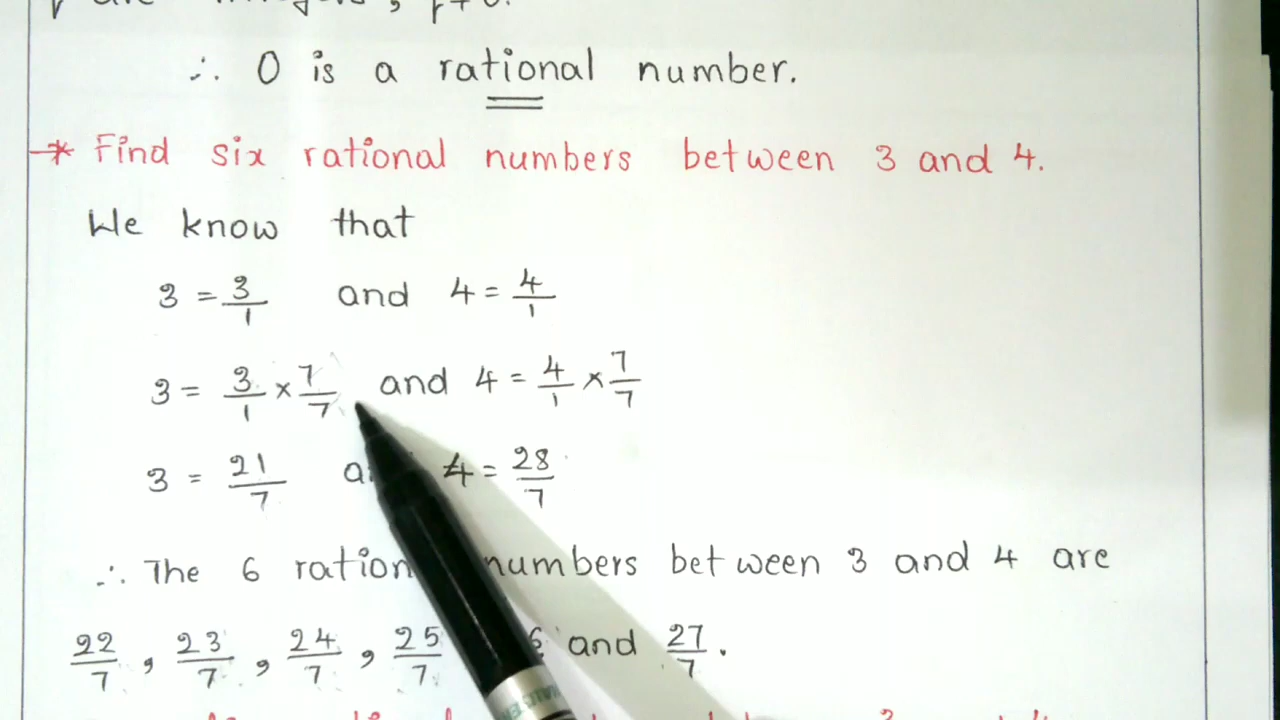 are integers,
∴ 0 is a rational number.
→* Find six rational numbers between 3 and 4.
We know that
3 = 3/1 and 4 = 4/1
3 = 3/1 × 7/7 and 4 = 4/1 × 7/7
3 = 21/7 a 4 = 28/7
∴ The 6 ration numbers between 3 and 4 are
22/7, 23/7, 24/7, 25/7 6 and 27/7.